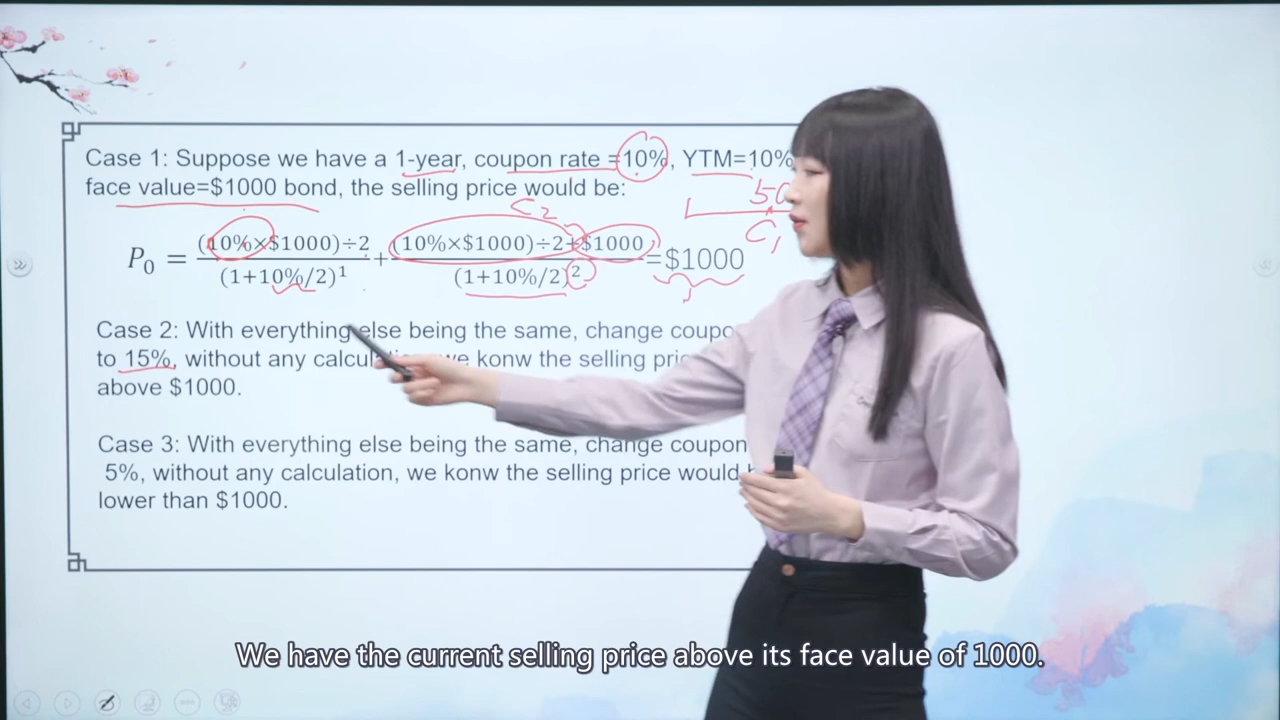 Case 1: Suppose we have a 1-year, coupon rate =10%, YTM=10%
face value=$1000 bond, the selling price would be:
50
C₂
C₁
P₀ = (10%×$1000)÷2 / (1+10%/2)¹ + (10%×$1000)÷2+$1000 / (1+10%/2)² =$1000
Case 2: With everything else being the same, change
to 15%, without any we konw the selling
above $1000.
Case 3: With everything else being the same, change coupon
5%, without any calculation, we konw the selling price would
lower than $1000.
We have the current selling price above its face value of 1000.